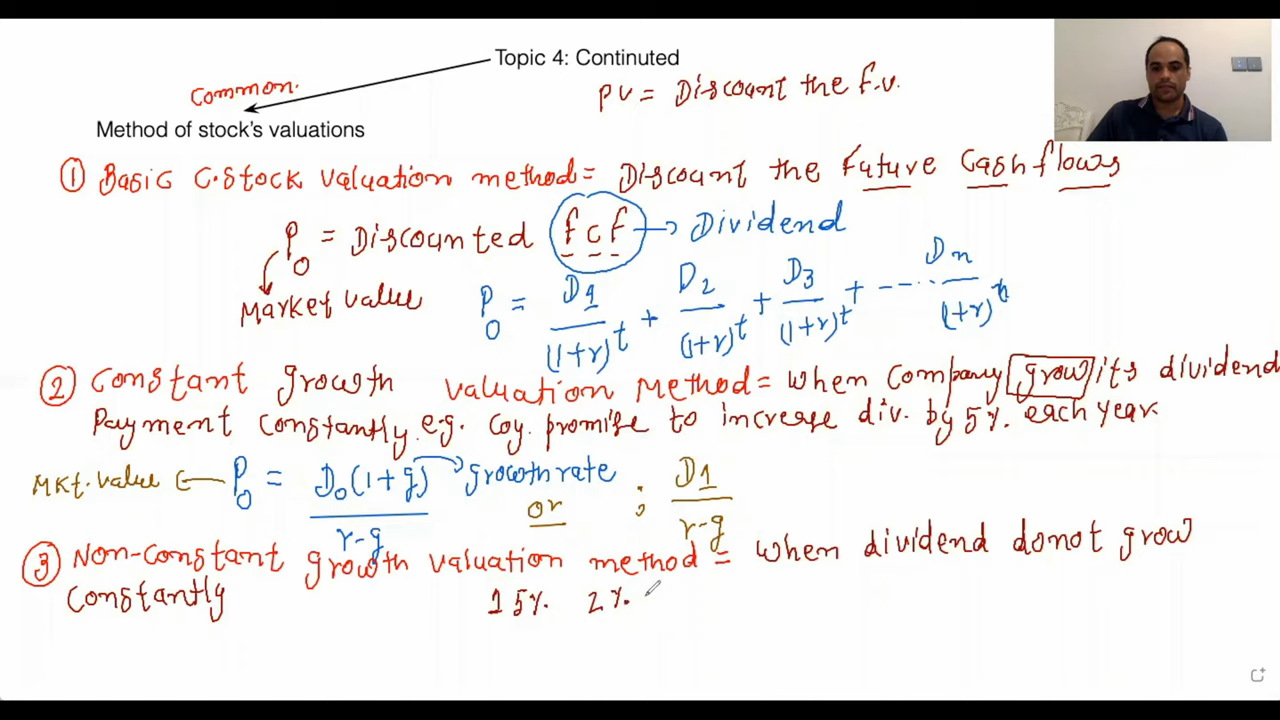 Topic 4: Continuted
Common.
PV = Discount the f.v.
Method of stock's valuations
① Basic C.stock valuation method = Discount the Future Cash flows
P0 = Discounted fcf → Dividend
Market value
P0 = D1/(1+r)^t + D2/(1+r)^t + D3/(1+r)^t + ------ Dn/(1+r)^n
② Constant growth valuation Method = when Company grow its dividend
Payment constantly. e.g. Coy. promise to increase div. by 5%. each year
Mkt. value ← P0 = D0(1+g)/r-g → growth rate or ; D1/r-g
③ Non-Constant growth valuation method = when dividend donot grow
constantly 15%. 2%.